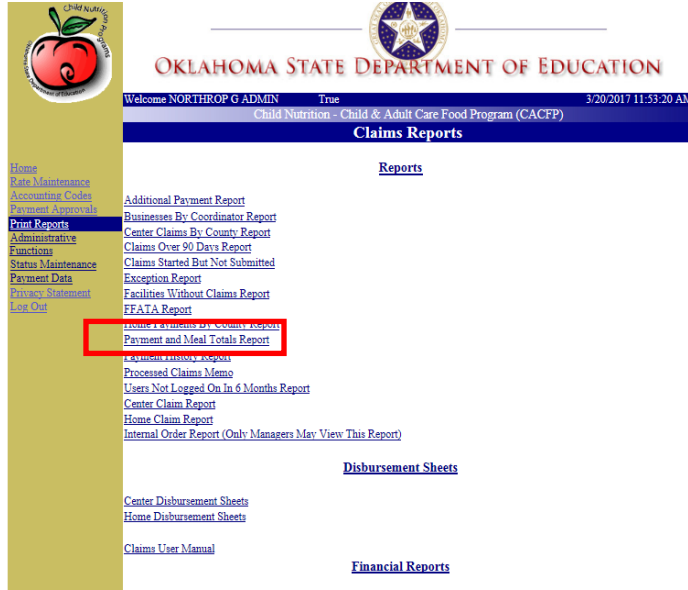 Child Nutrition Programs
OKLAHOMA STATE DEPARTMENT OF EDUCATION
Welcome NORTHROP G ADMIN True 3/20/2017 11:53:20 AM
Child Nutrition - Child & Adult Care Food Program (CACFP)
Claims Reports
Home
Rate Maintenance
Accounting Codes
Payment Approvals
Print Reports
Administrative
Functions
Status Maintenance
Payment Data
Privacy Statement
Log Out
Reports
Additional Payment Report
Businesses By Coordinator Report
Center Claims By County Report
Claims Over 90 Days Report
Claims Started But Not Submitted
Exception Report
Facilities Without Claims Report
FFATA Report
Home Payments By County Report
Payment and Meal Totals Report
Payment History Report
Processed Claims Memo
Users Not Logged On In 6 Months Report
Center Claim Report
Home Claim Report
Internal Order Report (Only Managers May View This Report)
Disbursement Sheets
Center Disbursement Sheets
Home Disbursement Sheets
Claims User Manual
Financial Reports